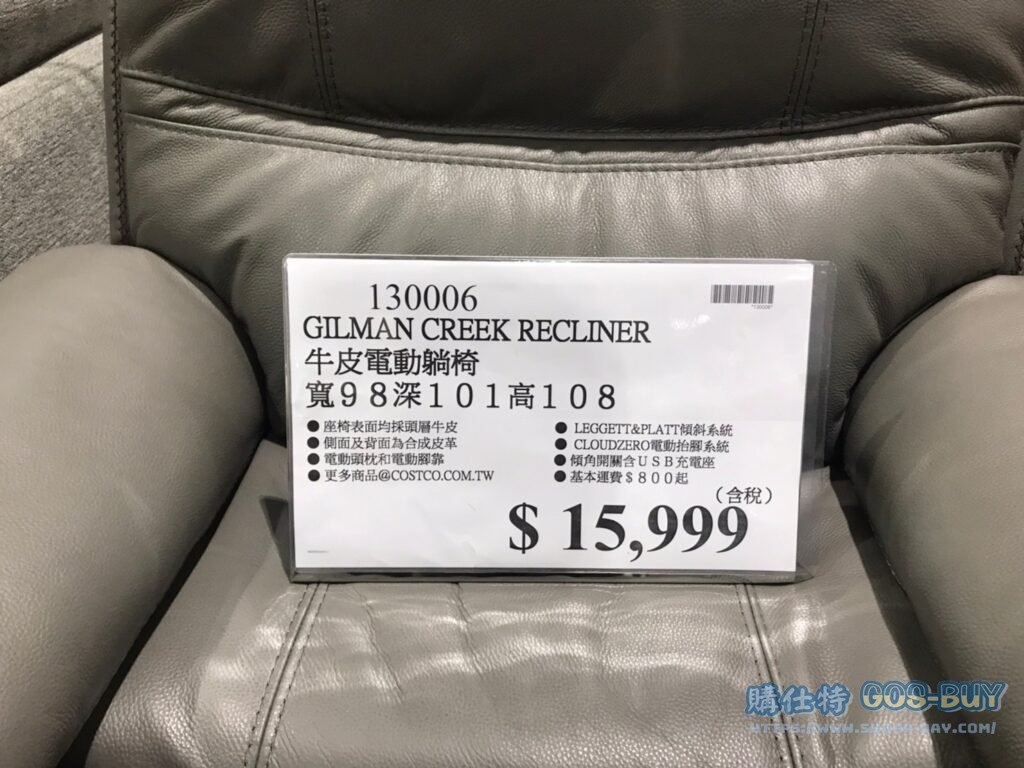 130006
*130006*
GILMAN CREEK RECLINER
牛皮電動躺椅
寬９８深１０１高１０８
● 座椅表面均採頭層牛皮
● 側面及背面為合成皮革
● 電動頭枕和電動腳靠
● 更多商品@COSTCO.COM.TW
● LEGGETT&PLATT傾斜系統
● CLOUDZERO電動抬腳系統
● 傾角開關含ＵＳＢ充電座
● 基本運費＄８００起
（含稅）
$ 15,999
購仕特 GOS-BUY